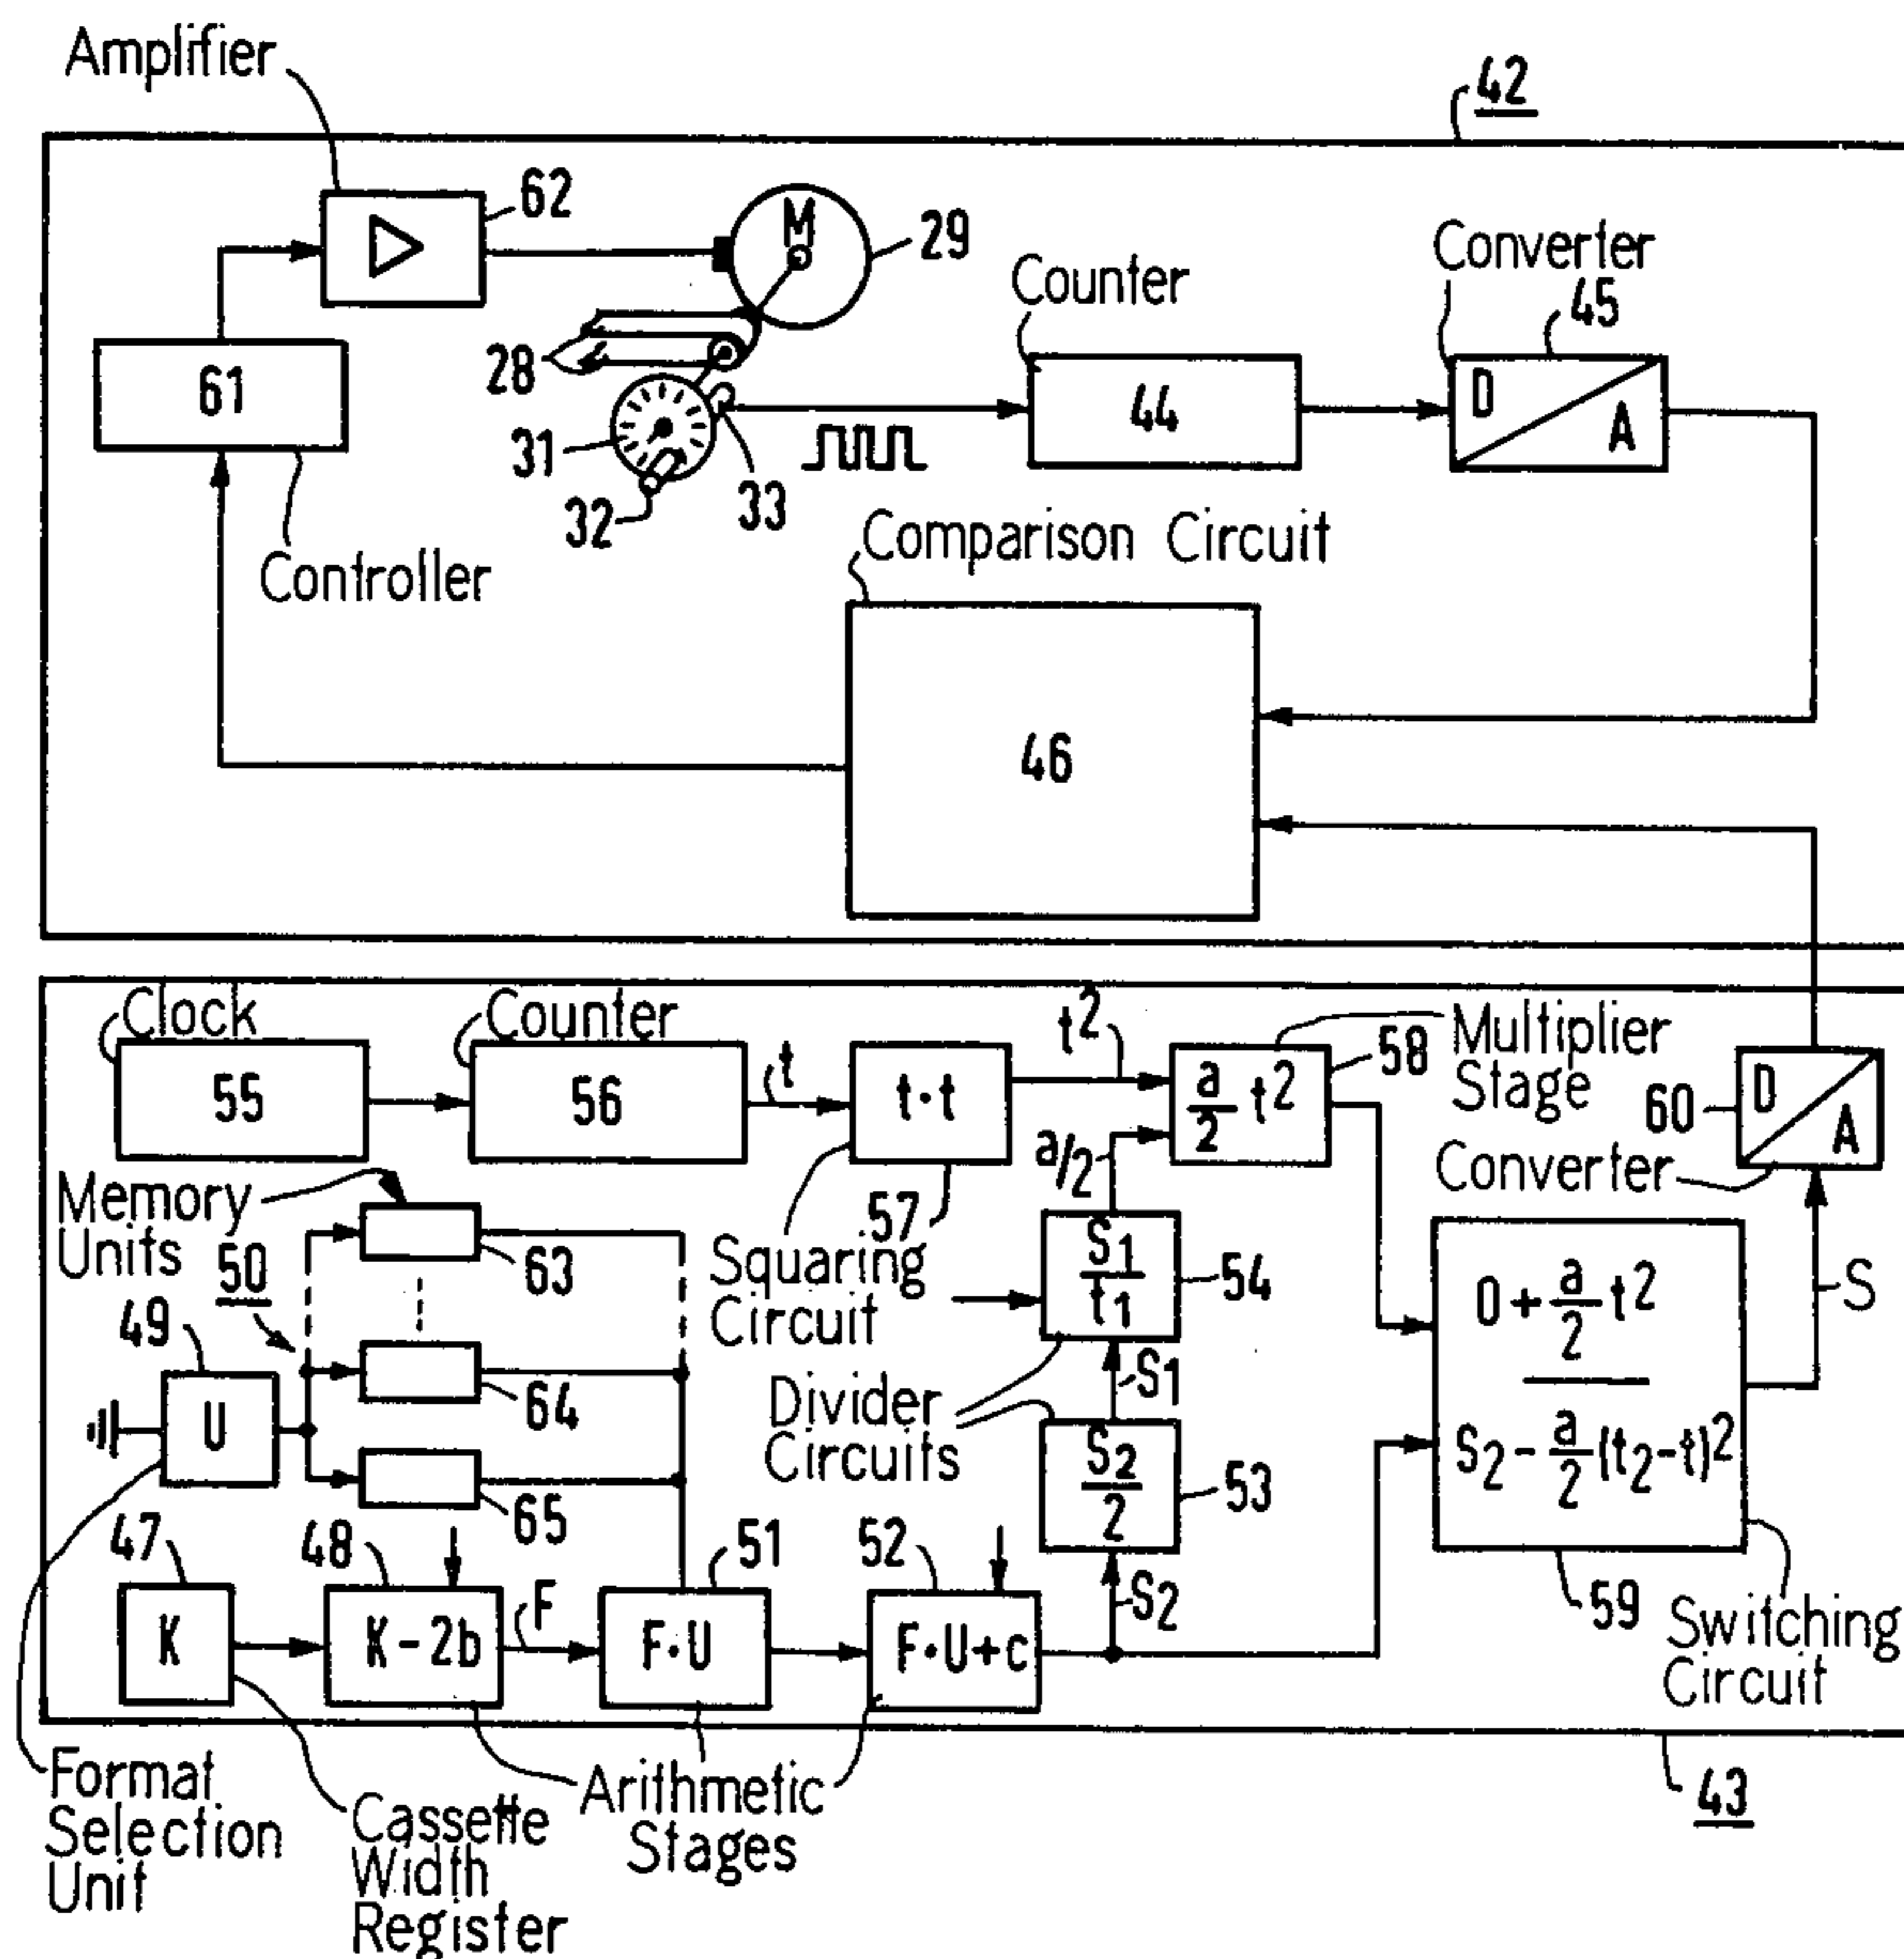 Amplifier
42
62
M
29
Counter
Converter
45
28
61
44
D
A
31
32
33
Controller
Comparison Circuit
46
Clock
Counter
t
t2
Multiplier
Stage
58
55
56
t·t
a/2 t2
60
D
A
a/2
Converter
Memory
Units
50
63
57
Squaring
Circuit
S1/t1
54
0 + a/2 t2
S
49
U
64
Divider
Circuits
S1
S2 - a/2 (t2-t)2
S2/2
53
65
47
48
51
52
F
S2
K
K-2b
F·U
F·U+c
59
Switching
Circuit
Format
Selection
Unit
Cassette
Width
Register
Arithmetic
Stages
43